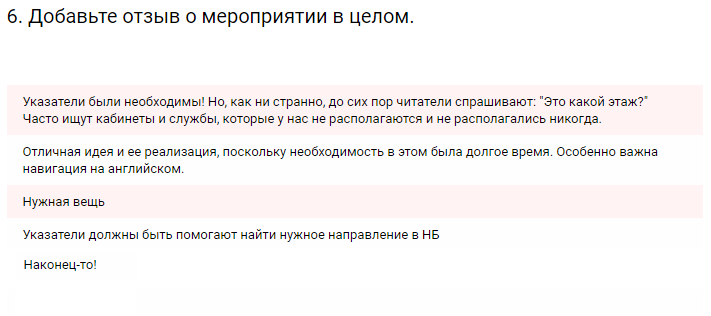 6. Добавьте отзыв о мероприятии в целом.
Указатели были необходимы! Но, как ни странно, до сих пор читатели спрашивают: "Это какой этаж?"
Часто ищут кабинеты и службы, которые у нас не располагаются и не располагались никогда.
Отличная идея и ее реализация, поскольку необходимость в этом была долгое время. Особенно важна
навигация на английском.
Нужная вещь
Указатели должны быть помогают найти нужное направление в НБ
Наконец-то!